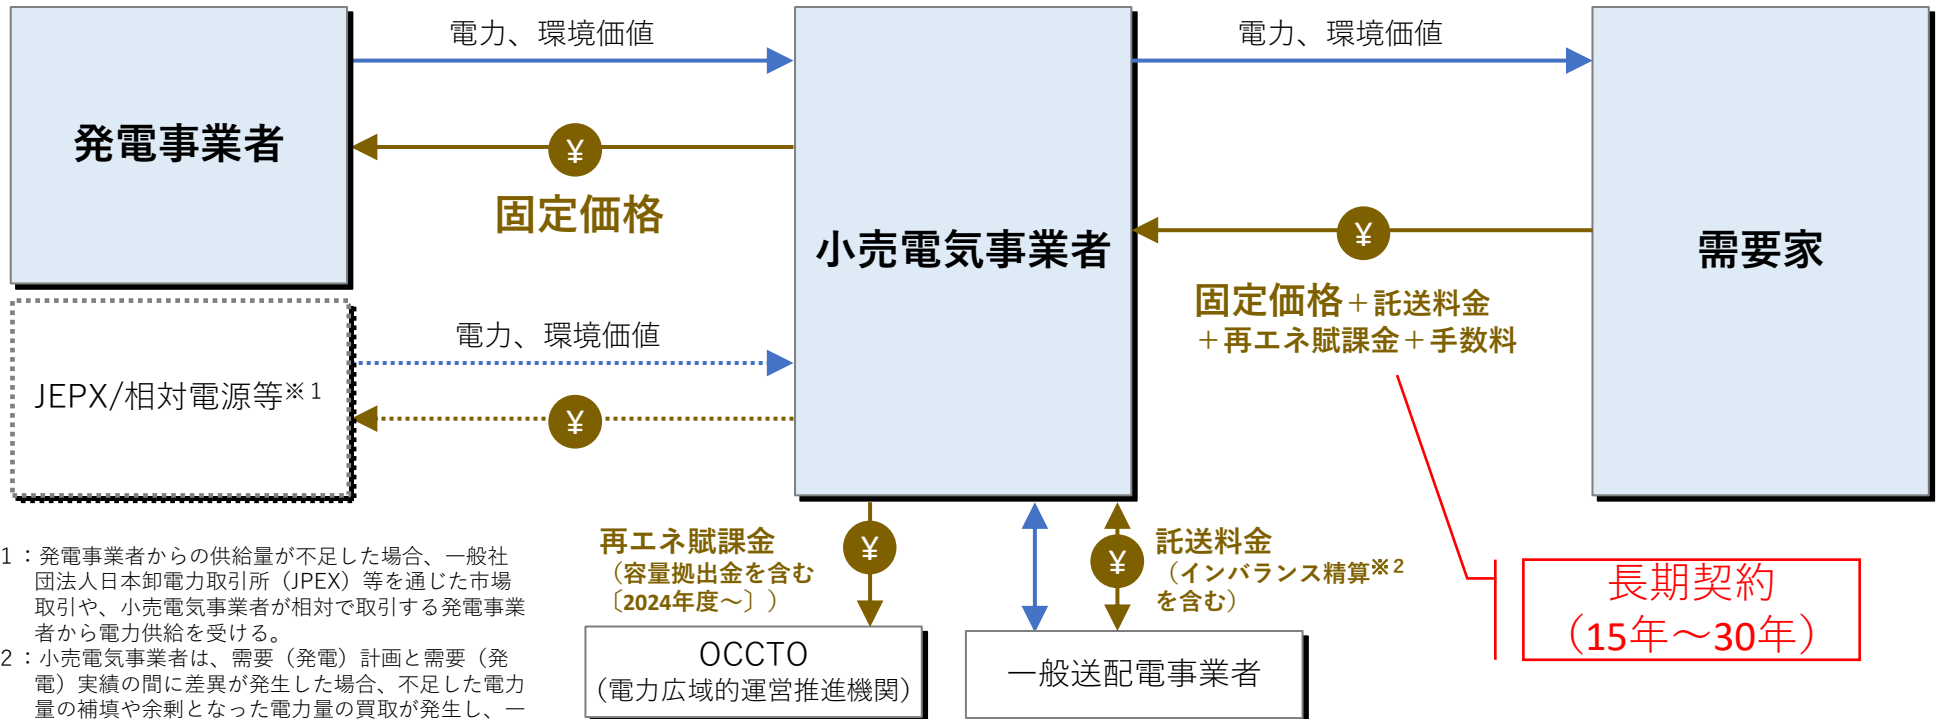 電力、環境価値
電力、環境価値
発電事業者
¥
固定価格
小売電気事業者
¥
需要家
固定価格＋託送料金
＋再エネ賦課金＋手数料
電力、環境価値
JEPX/相対電源等※1
¥
再エネ賦課金
（容量拠出金を含む
〔2024年度～〕）
¥
¥
託送料金
（インバランス精算※2
を含む）
長期契約
（15年～30年）
OCCTO
（電力広域的運営推進機関）
一般送配電事業者
1：発電事業者からの供給量が不足した場合、一般社
団法人日本卸電力取引所（JPEX）等を通じた市場
取引や、小売電気事業者が相対で取引する発電事業
者から電力供給を受ける。
2：小売電気事業者は、需要（発電）計画と需要（発
電）実績の間に差異が発生した場合、不足した電力
量の補填や余剰となった電力量の買取が発生し、一